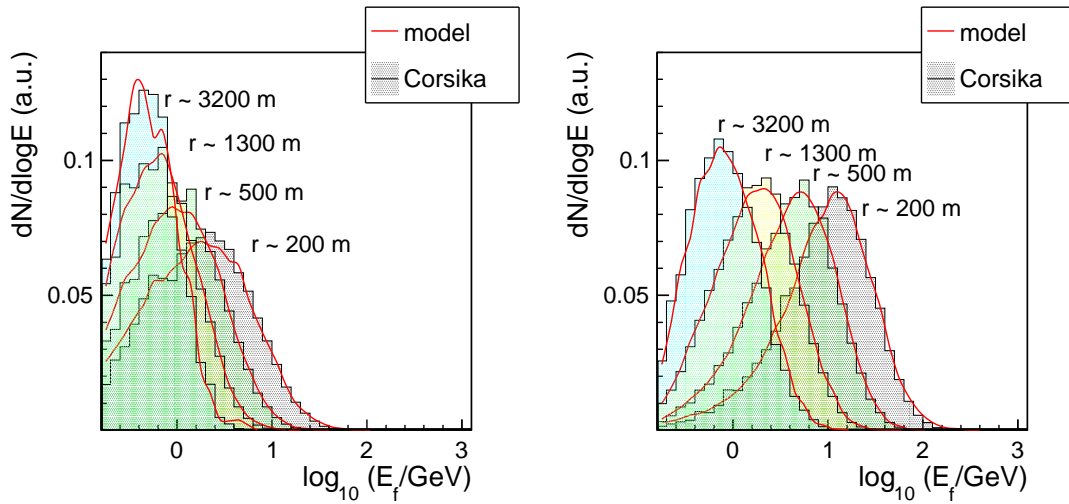 model
Corsika
dN/dlogE (a.u.)
0.1
0.05
r ~ 3200 m
r ~ 1300 m
r ~ 500 m
r ~ 200 m
0 1 2 3
log10 (Ef/GeV)
model
Corsika
dN/dlogE (a.u.)
0.1
0.05
r ~ 3200 m
r ~ 1300 m
r ~ 500 m
r ~ 200 m
0 1 2 3
log10 (Ef/GeV)